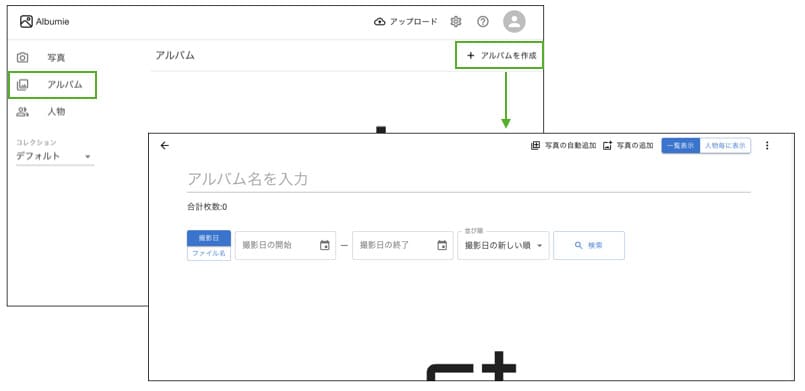 Albumie
アップロード
写真
アルバム
人物
コレクション
デフォルト
アルバム
アルバムを作成
写真の自動追加
写真の追加
一覧表示
人物毎に表示
アルバム名を入力
合計枚数:0
撮影日
ファイル名
撮影日の開始
撮影日の終了
並び順
撮影日の新しい順
検索